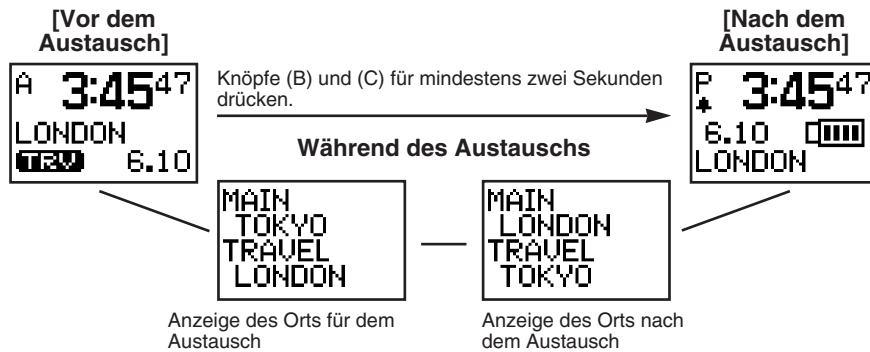 [Vor dem
Austausch]
[Nach dem
Austausch]
A 3:45 47
LONDON
TRV 6.10
Knöpfe (B) und (C) für mindestens zwei Sekunden
drücken.
P 3:45 47
6.10
LONDON
Während des Austauschs
MAIN
TOKYO
TRAVEL
LONDON
MAIN
LONDON
TRAVEL
TOKYO
Anzeige des Orts für dem
Austausch
Anzeige des Orts nach
dem Austausch